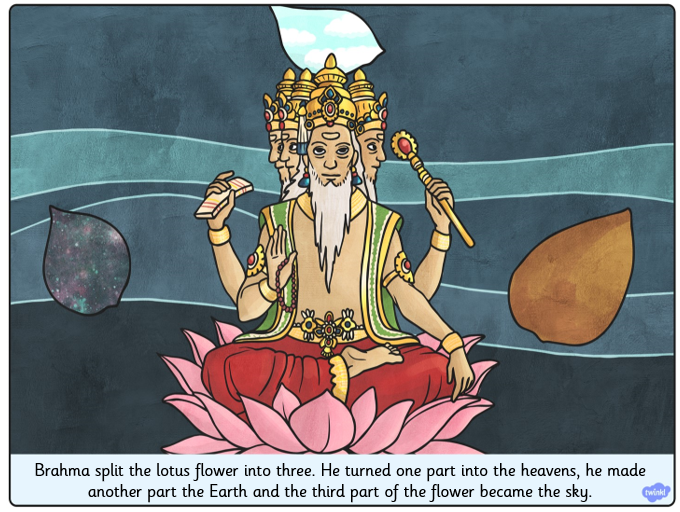 Brahma split the lotus flower into three. He turned one part into the heavens, he made
another part the Earth and the third part of the flower became the sky.
twinkl